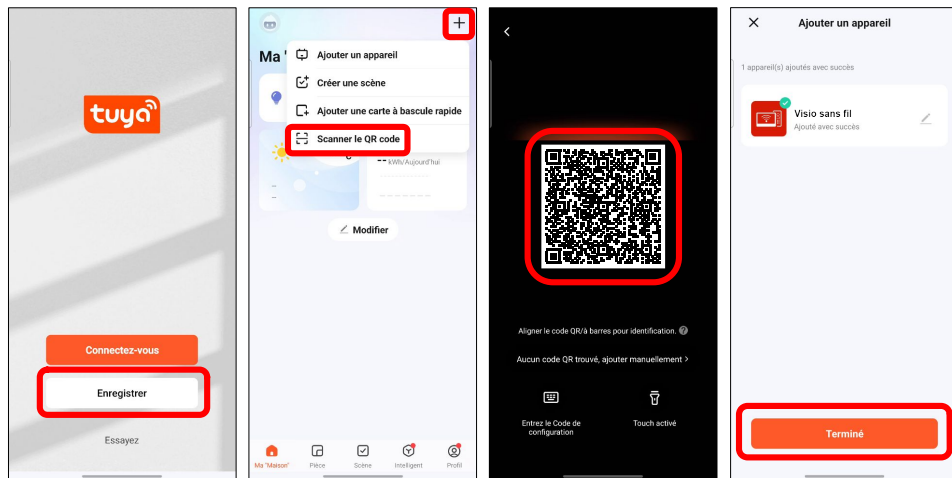 tuya
Connectez-vous
Enregistrer
Essayez
Ma "
Ajouter un appareil
Créer une scène
Ajouter une carte à bascule rapide
Scanner le QR code
-- kWh/Aujourd'hui
Modifier
Ma "Maison"
Pièce
Scène
Intelligent
Profil
Aligner le code QR/à barres pour identification.
Aucun code QR trouvé, ajouter manuellement >
Entrez le Code de
configuration
Touch activé
Ajouter un appareil
1 appareil(s) ajoutés avec succès
Visio sans fil
Ajouté avec succès
Terminé